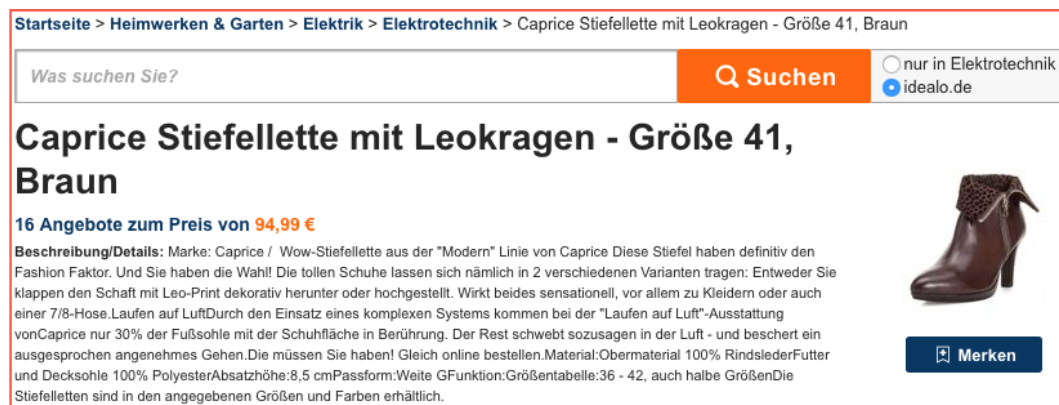 Startseite > Heimwerken & Garten > Elektrik > Elektrotechnik > Caprice Stiefellette mit Leokragen - Größe 41, Braun
Was suchen Sie?
Suchen
nur in Elektrotechnik
idealo.de
Caprice Stiefellette mit Leokragen - Größe 41,
Braun
16 Angebote zum Preis von 94,99 €
Beschreibung/Details: Marke: Caprice / Wow-Stiefellette aus der "Modern" Linie von Caprice Diese Stiefel haben definitiv den
Fashion Faktor. Und Sie haben die Wahl! Die tollen Schuhe lassen sich nämlich in 2 verschiedenen Varianten tragen: Entweder Sie
klappen den Schaft mit Leo-Print dekorativ herunter oder hochgestellt. Wirkt beides sensationell, vor allem zu Kleidern oder auch
einer 7/8-Hose.Laufen auf LuftDurch den Einsatz eines komplexen Systems kommen bei der "Laufen auf Luft"-Ausstattung
vonCaprice nur 30% der Fußsohle mit der Schuhfläche in Berührung. Der Rest schwebt sozusagen in der Luft - und beschert ein
ausgesprochen angenehmes Gehen.Die müssen Sie haben! Gleich online bestellen.Material:Obermaterial 100% RindslederFutter
und Decksohle 100% PolyesterAbsatzhöhe:8,5 cmPassform:Weite GFunktion:Größentabelle:36 - 42, auch halbe GrößenDie
Stiefelletten sind in den angegebenen Größen und Farben erhältlich.
Merken